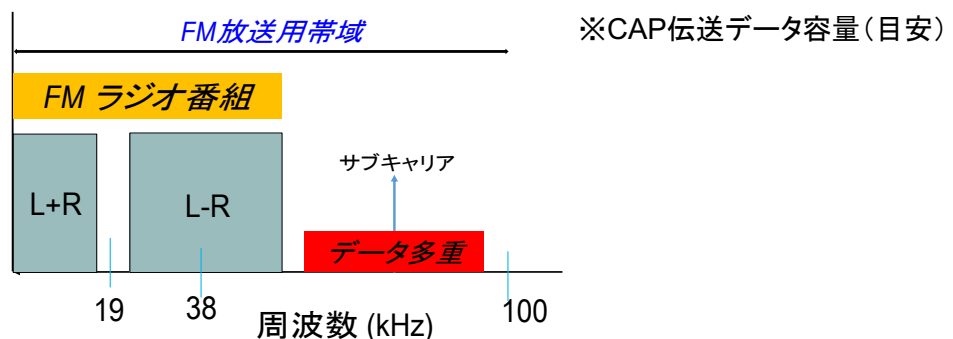 FM放送用帯域
※CAP伝送データ容量(目安)
FM ラジオ番組
サブキャリア
L+R
L-R
データ多重
19
38
100
周波数 (kHz)